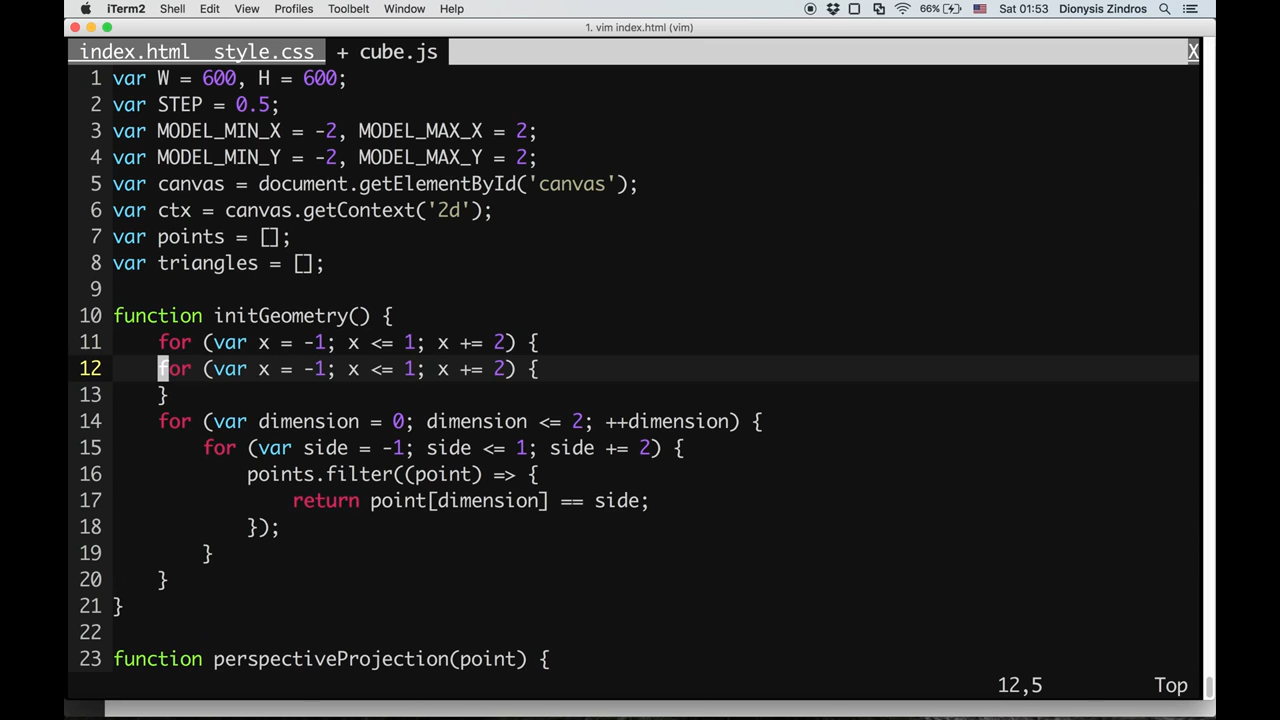 iTerm2 Shell Edit View Profiles Toolbelt Window Help 66% Sat 01:53 Dionysis Zindros
1. vim index.html (vim)
index.html style.css + cube.js X
1 var W = 600, H = 600;
2 var STEP = 0.5;
3 var MODEL_MIN_X = -2, MODEL_MAX_X = 2;
4 var MODEL_MIN_Y = -2, MODEL_MAX_Y = 2;
5 var canvas = document.getElementById('canvas');
6 var ctx = canvas.getContext('2d');
7 var points = [];
8 var triangles = [];
9
10 function initGeometry() {
11 for (var x = -1; x <= 1; x += 2) {
12 for (var x = -1; x <= 1; x += 2) {
13 }
14 for (var dimension = 0; dimension <= 2; ++dimension) {
15 for (var side = -1; side <= 1; side += 2) {
16 points.filter((point) => {
17 return point[dimension] == side;
18 });
19 }
20 }
21 }
22
23 function perspectiveProjection(point) {
12,5 Top